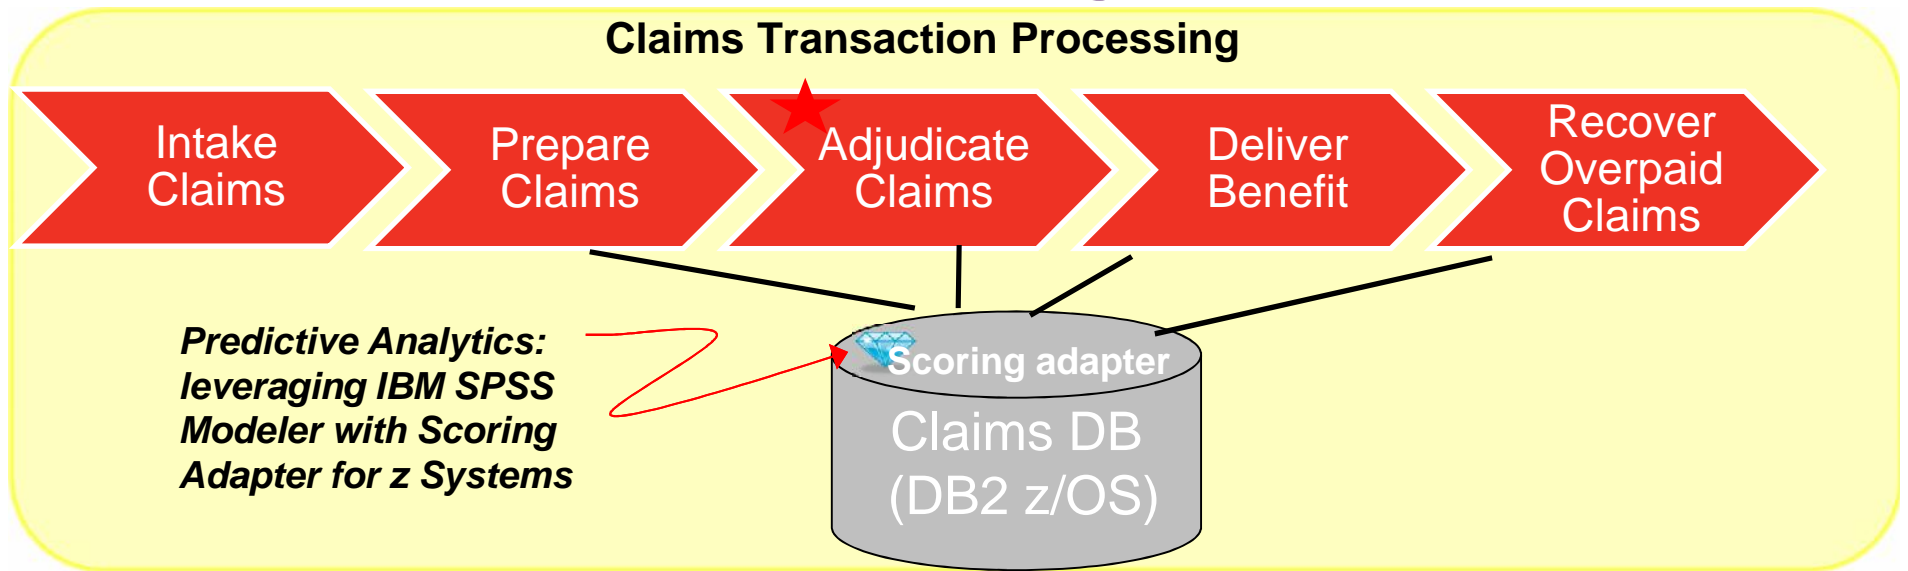 Claims Transaction Processing
Intake
Claims
Prepare
Claims
Adjudicate
Claims
Deliver
Benefit
Recover
Overpaid
Claims
Predictive Analytics:
leveraging IBM SPSS
Modeler with Scoring
Adapter for z Systems
Scoring adapter
Claims DB
(DB2 z/OS)